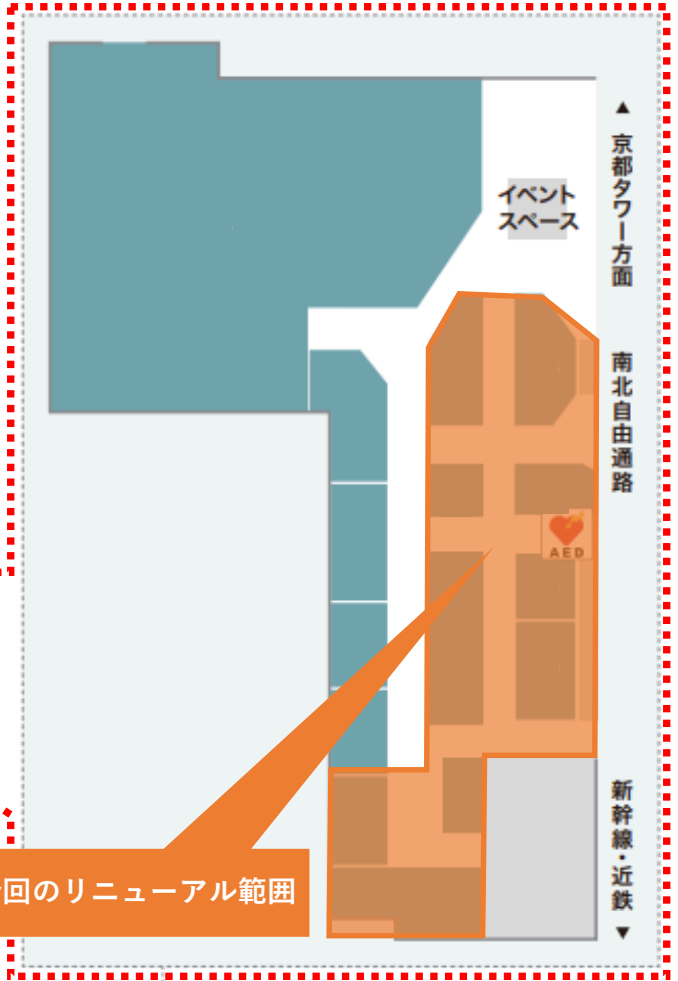 ▲ 京都タワー方面
イベント
スペース
南北自由通路
AED
新幹線・近鉄 ▼
回のリニューアル範囲